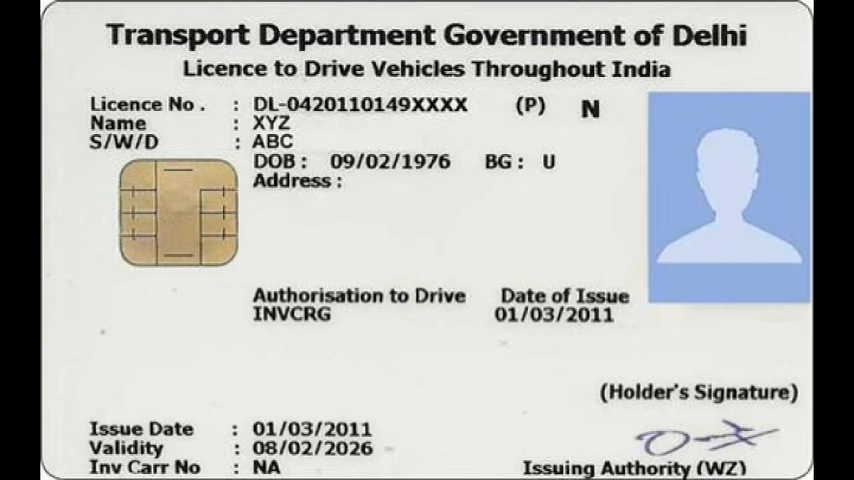 Transport Department Government of Delhi
Licence to Drive Vehicles Throughout India
Licence No . : DL-0420110149XXXX (P) N
Name : XYZ
S/W/D : ABC
DOB : 09/02/1976 BG : U
Address :
Authorisation to Drive Date of Issue
INVCRG 01/03/2011
(Holder's Signature)
Issue Date : 01/03/2011
Validity : 08/02/2026
Inv Carr No : NA Issuing Authority (WZ)